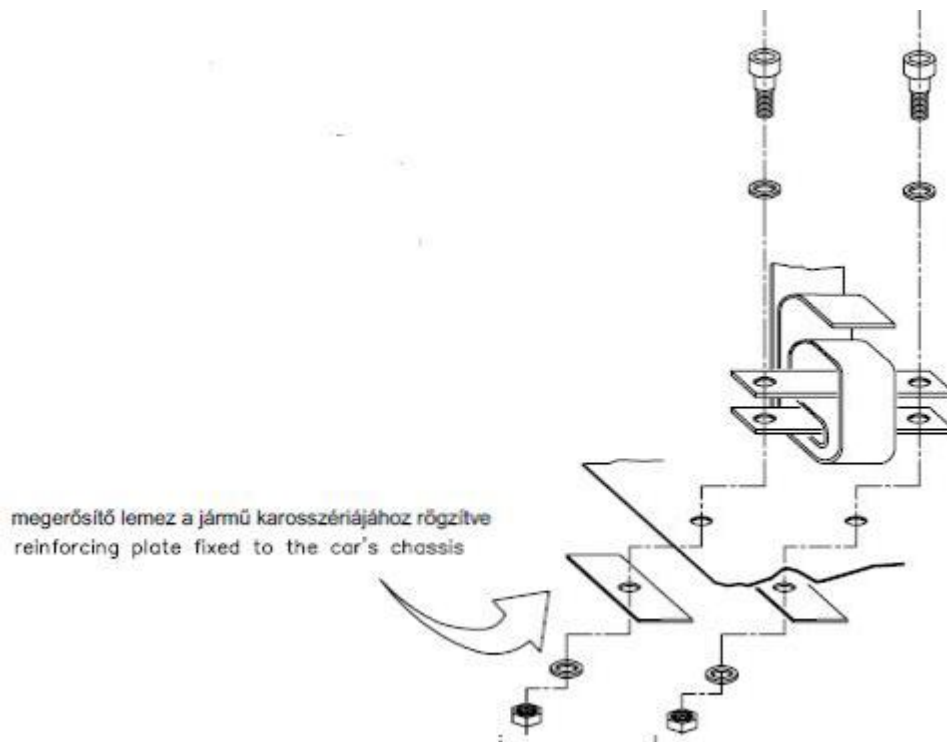 megerősítő lemez a jármű karosszériájához rögzítve
reinforcing plate fixed to the car's chassis